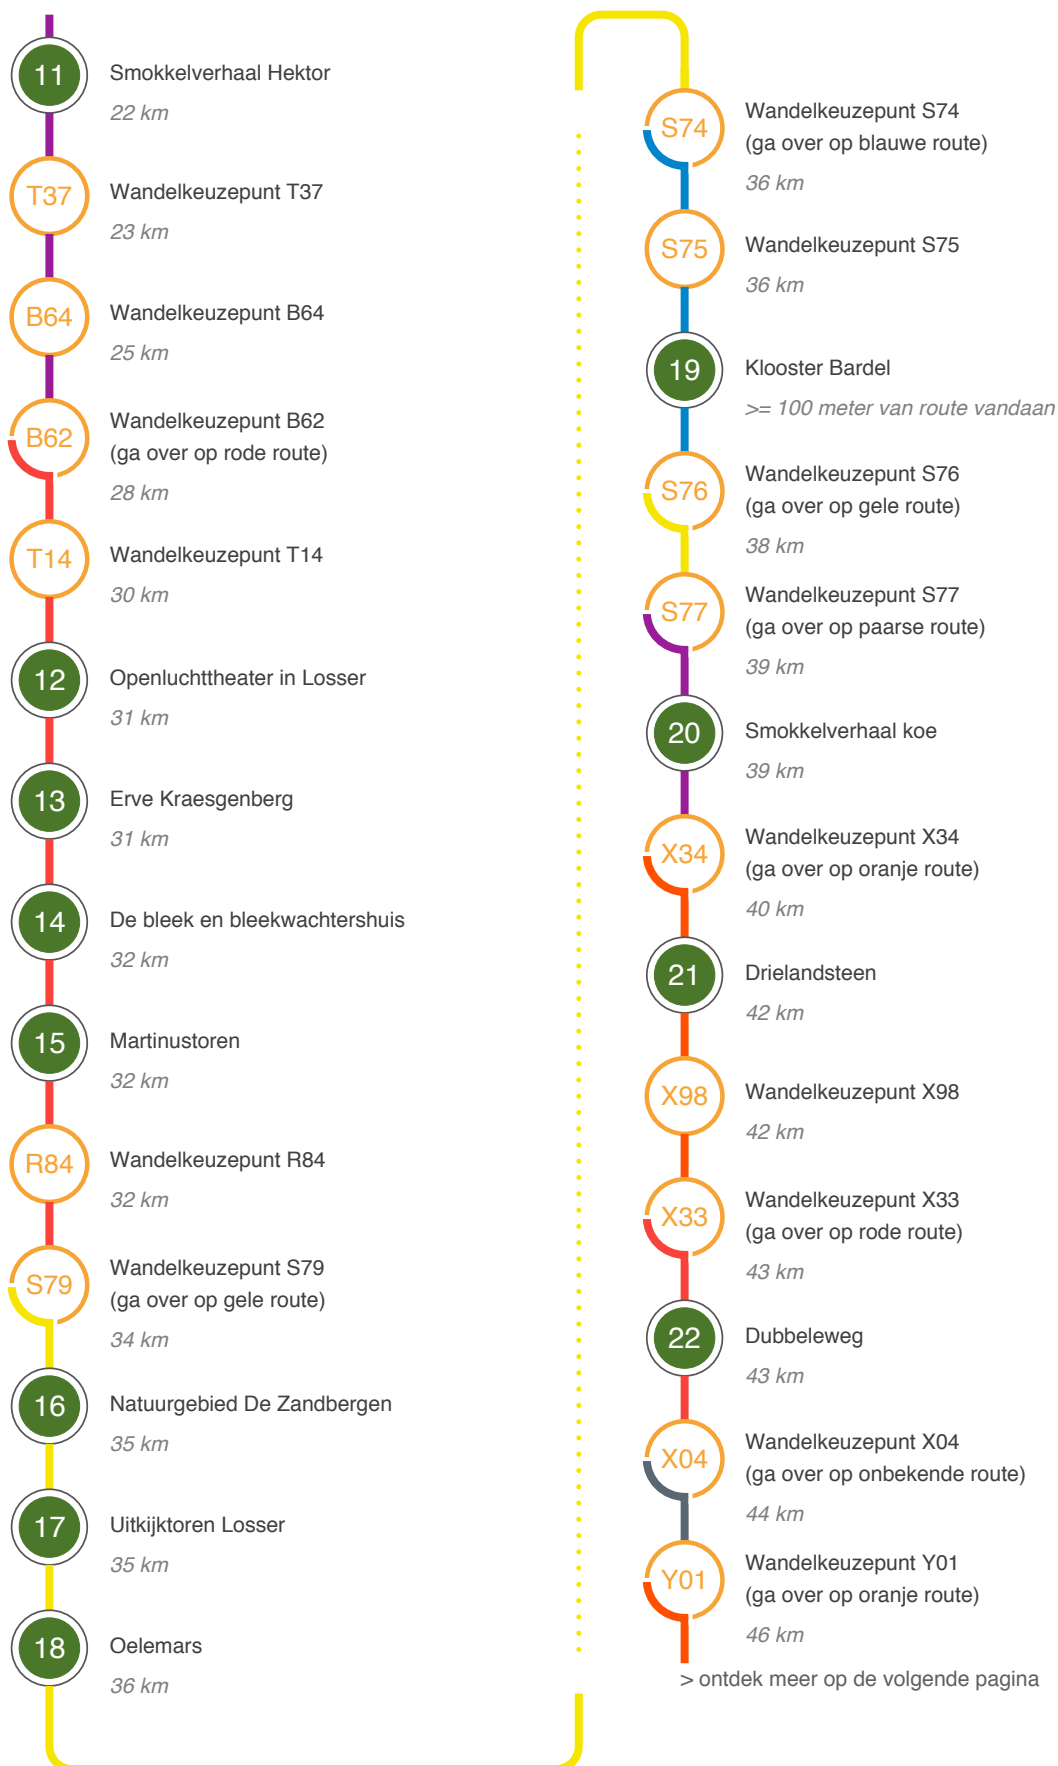 11
Smokkelverhaal Hektor
22 km
T37
Wandelkeuzepunt T37
23 km
B64
Wandelkeuzepunt B64
25 km
B62
Wandelkeuzepunt B62
(ga over op rode route)
28 km
T14
Wandelkeuzepunt T14
30 km
12
Openluchttheater in Losser
31 km
13
Erve Kraesgenberg
31 km
14
De bleek en bleekwachtershuis
32 km
15
Martinustoren
32 km
R84
Wandelkeuzepunt R84
32 km
S79
Wandelkeuzepunt S79
(ga over op gele route)
34 km
16
Natuurgebied De Zandbergen
35 km
17
Uitkijktoren Losser
35 km
18
Oelemars
36 km
S74
Wandelkeuzepunt S74
(ga over op blauwe route)
36 km
S75
Wandelkeuzepunt S75
36 km
19
Klooster Bardel
>= 100 meter van route vandaan
S76
Wandelkeuzepunt S76
(ga over op gele route)
38 km
S77
Wandelkeuzepunt S77
(ga over op paarse route)
39 km
20
Smokkelverhaal koe
39 km
X34
Wandelkeuzepunt X34
(ga over op oranje route)
40 km
21
Drielandsteen
42 km
X98
Wandelkeuzepunt X98
42 km
X33
Wandelkeuzepunt X33
(ga over op rode route)
43 km
22
Dubbeleweg
43 km
X04
Wandelkeuzepunt X04
(ga over op onbekende route)
44 km
Y01
Wandelkeuzepunt Y01
(ga over op oranje route)
46 km
> ontdek meer op de volgende pagina